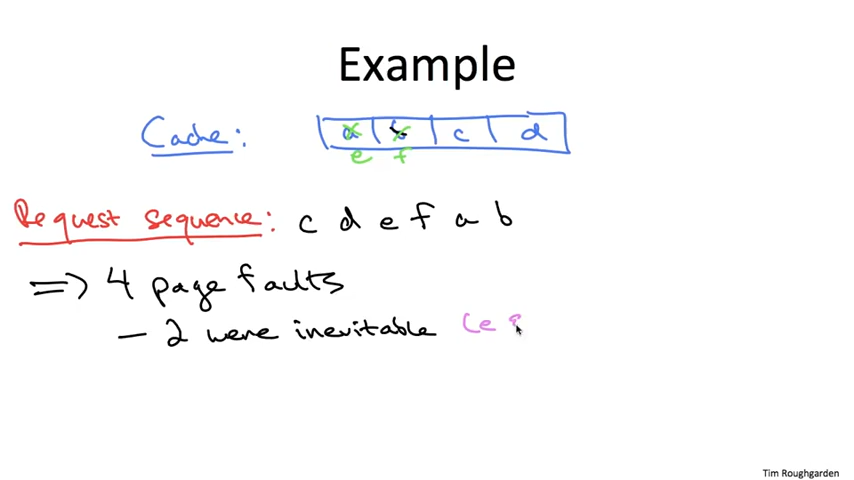 Example
Cache: a b c d
e f
Request sequence: c d e f a b
⟹ 4 page faults
– 2 were inevitable (e
Tim Roughgarden